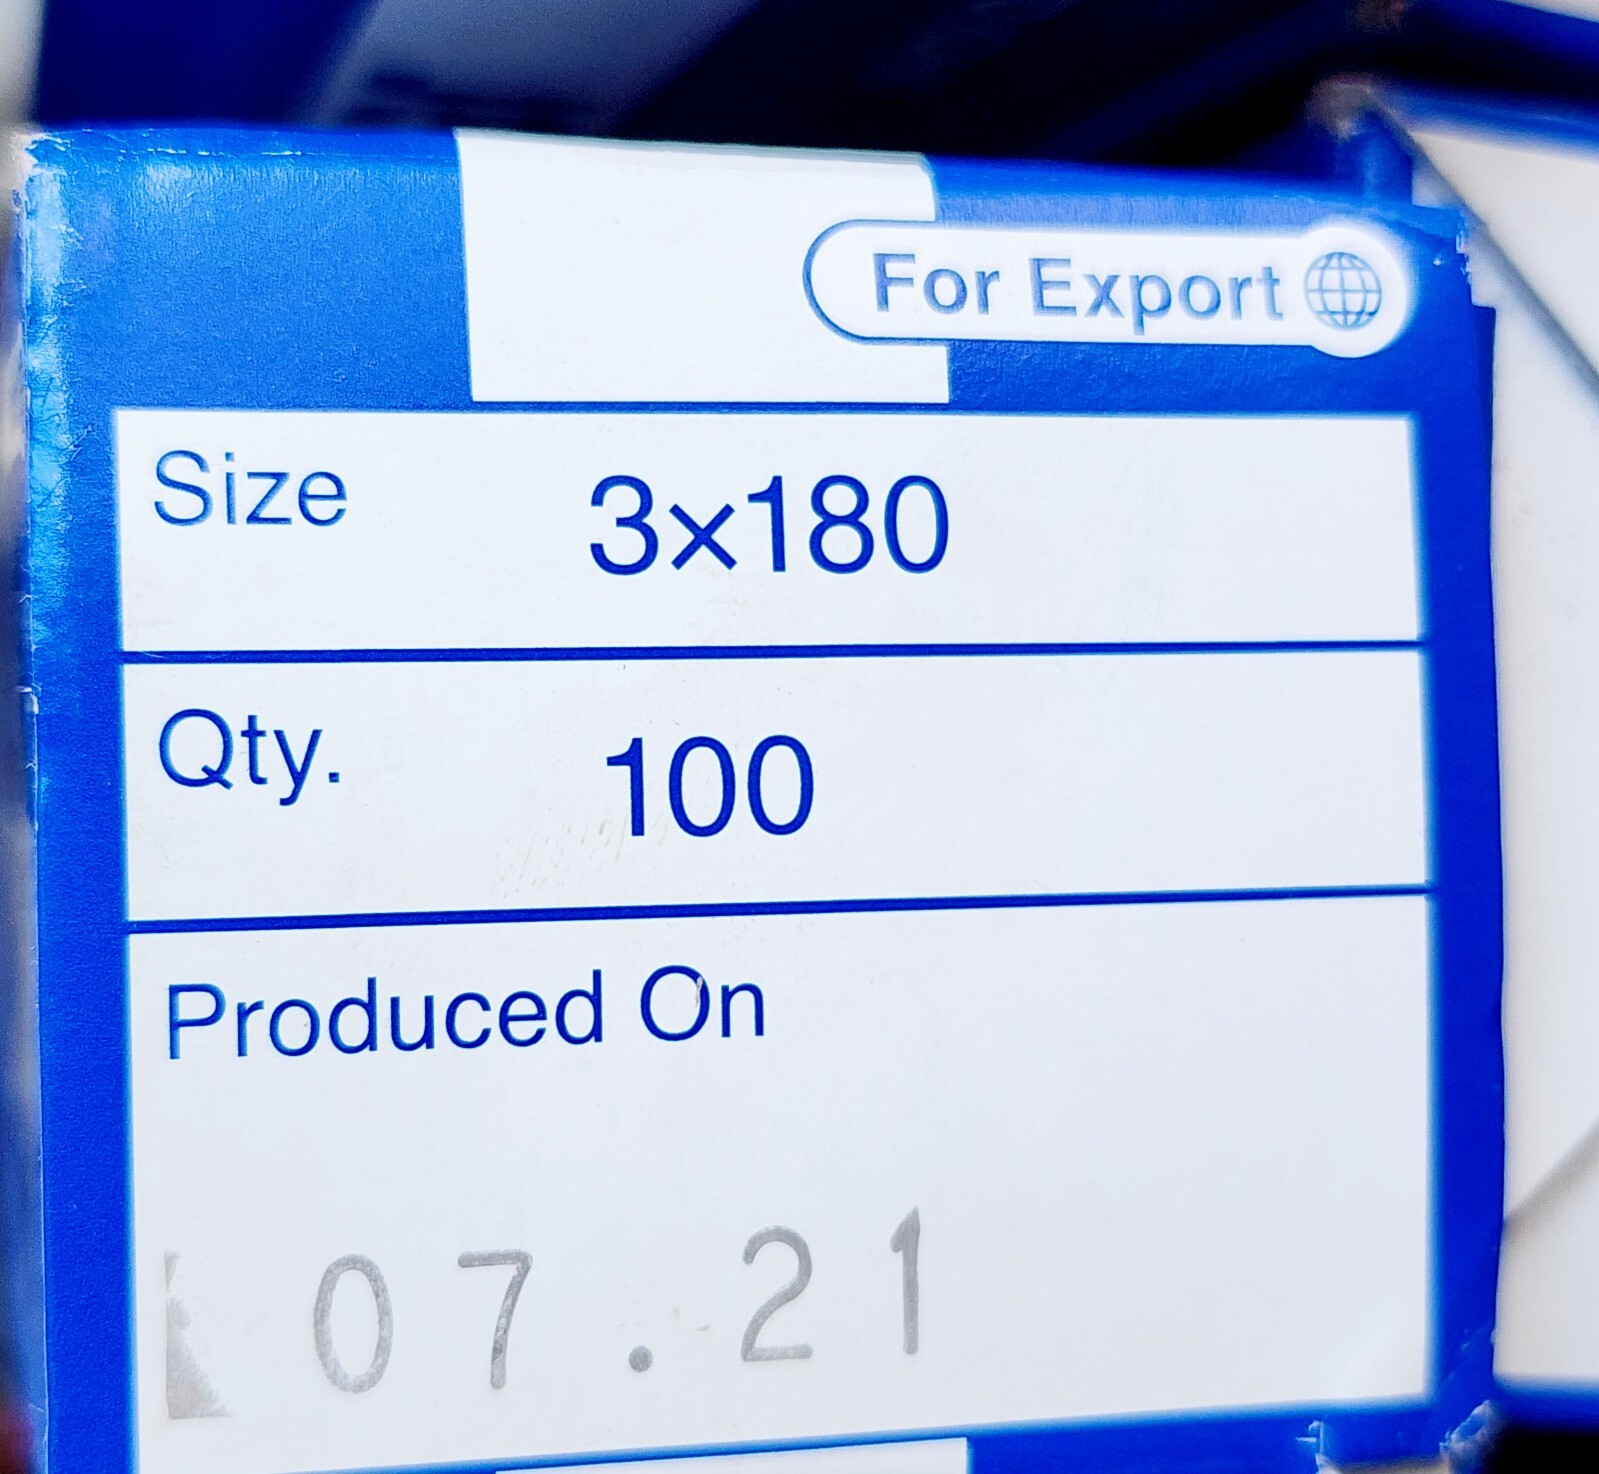 For Export
Size 3×180
Qty. 100
Produced On
07.21